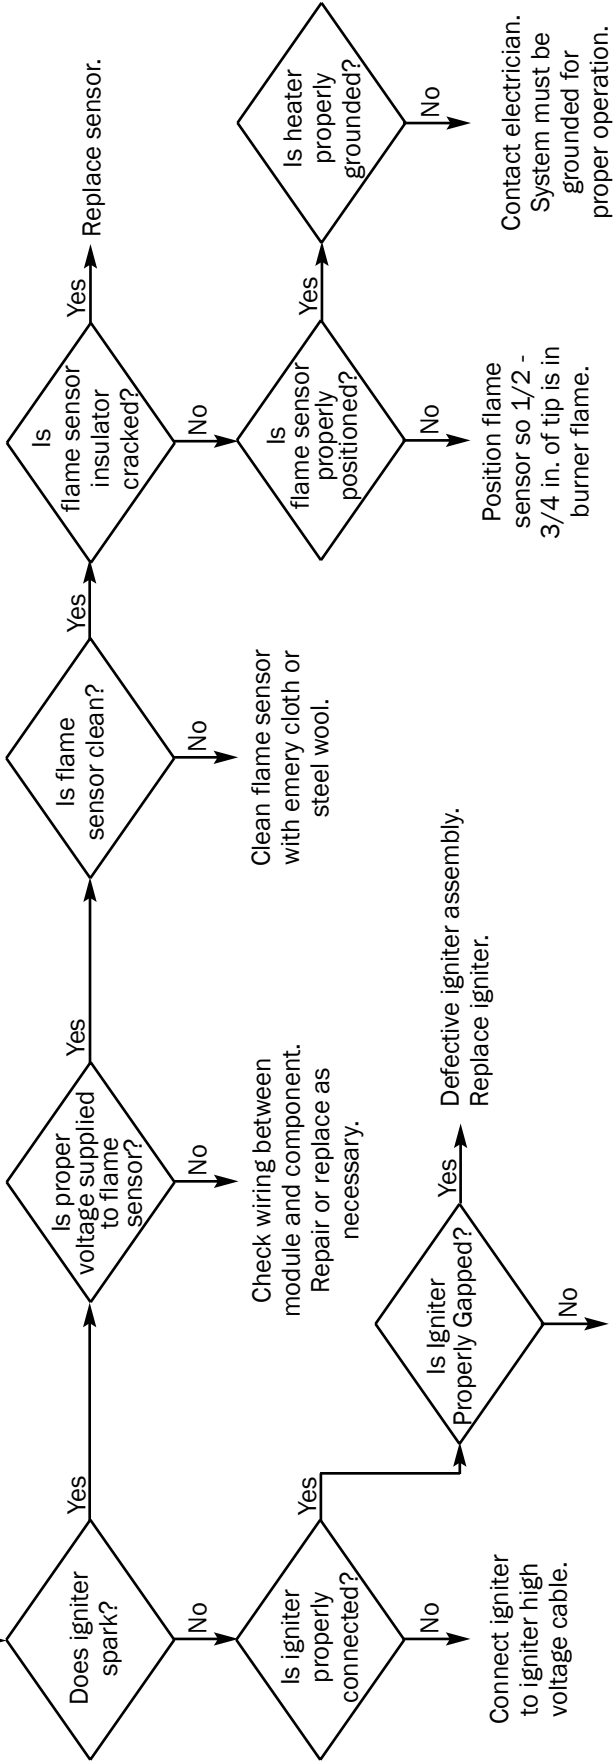 Does igniter
spark?
Yes
No
Is proper
voltage supplied
to flame
sensor?
Yes
No
Check wiring between
module and component.
Repair or replace as
necessary.
Is flame
sensor clean?
Yes
No
Clean flame sensor
with emery cloth or
steel wool.
Is
flame sensor
insulator
cracked?
Yes
Replace sensor.
No
Is
flame sensor
properly
positioned?
Yes
No
Position flame
sensor so 1/2 -
3/4 in. of tip is in
burner flame.
Is heater
properly
grounded?
No
Contact electrician.
System must be
grounded for
proper operation.
Is igniter
properly
connected?
Yes
No
Connect igniter
to igniter high
voltage cable.
Is Igniter
Properly Gapped?
Yes
Defective igniter assembly.
Replace igniter.
No